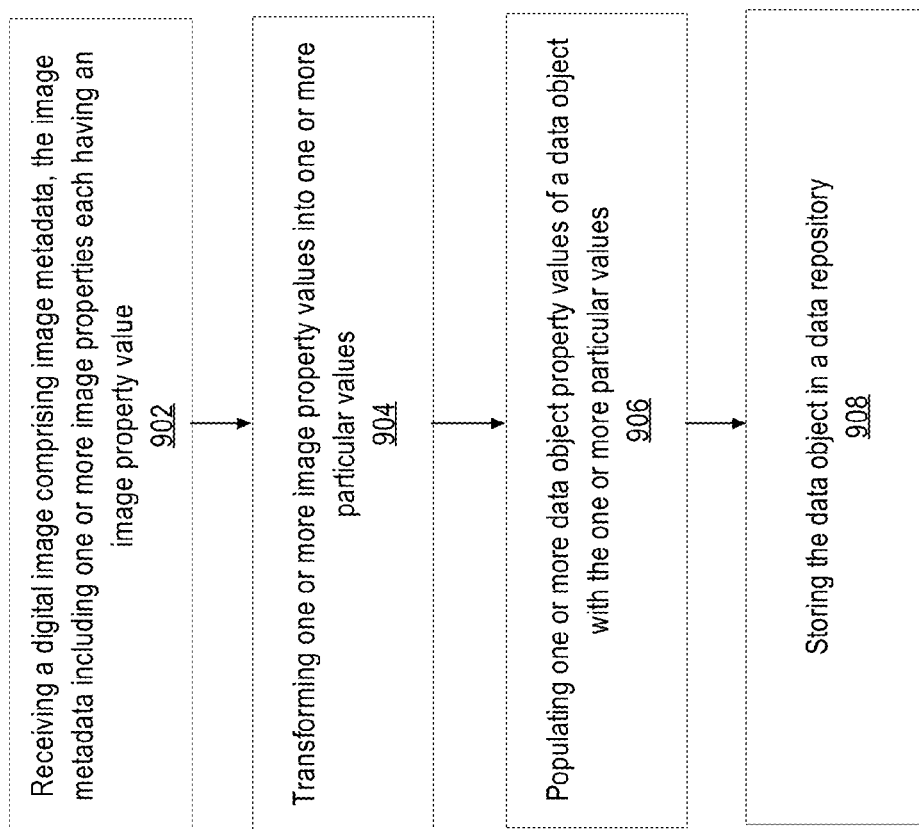 Receiving a digital image comprising image metadata, the image
metadata including one or more image properties each having an
image property value
902
Transforming one or more image property values into one or more
particular values
904
Populating one or more data object property values of a data object
with the one or more particular values
906
Storing the data object in a data repository
908